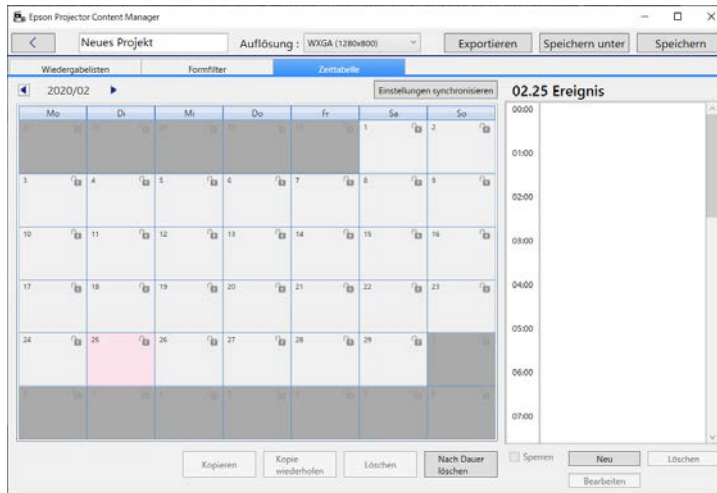 Epson Projector Content Manager
Neues Projekt
Auflösung :
WXGA (1280x800)
Exportieren
Speichern unter
Speichern
Wiedergabelisten
Formfilter
Zeittabelle
2020/02
Einstellungen synchronisieren
02.25 Ereignis
Mo Di Mi Do Fr Sa So
1 2
3 4 5 6 7 8 9
10 11 12 13 14 15 16
17 18 19 20 21 22 23
24 25 26 27 28 29
00:00
01:00
02:00
03:00
04:00
05:00
06:00
07:00
Kopieren
Kopie
wiederholen
Löschen
Nach Dauer
löschen
Sperren
Neu
Löschen
Bearbeiten